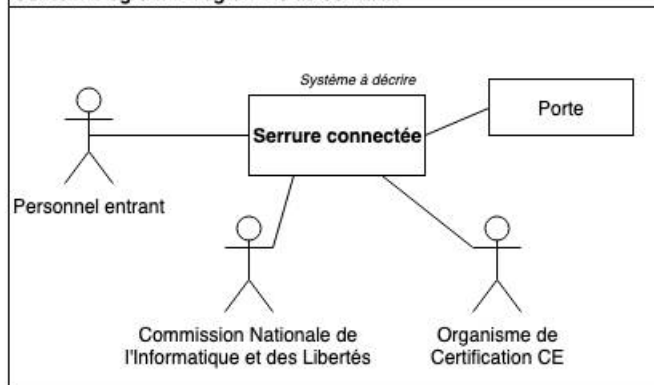 Système à décrire
Serrure connectée
Porte
Personnel entrant
Commission Nationale de
l'Informatique et des Libertés
Organisme de
Certification CE